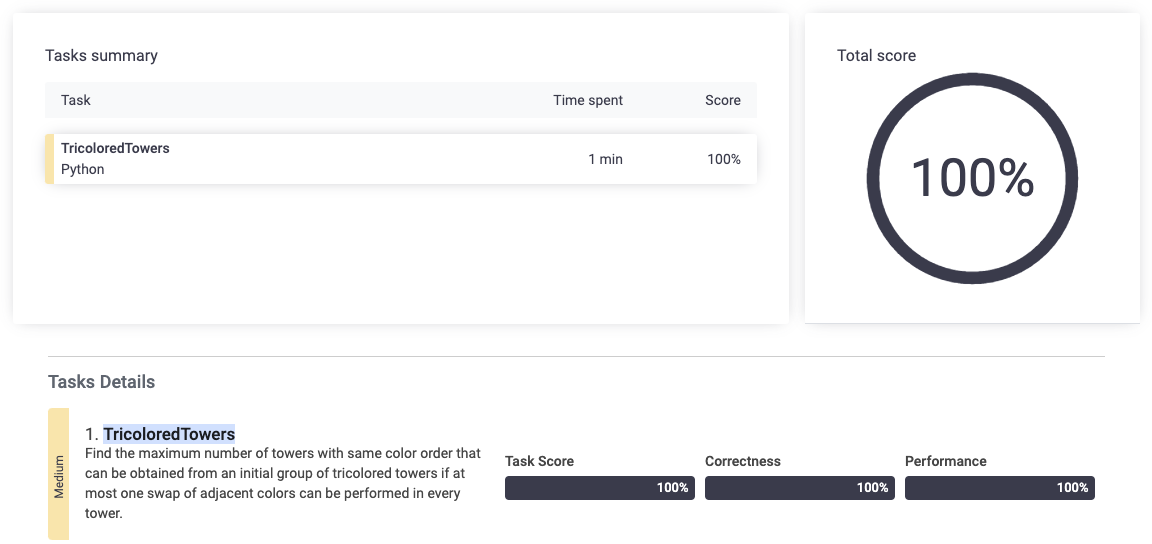 Tasks summary
Total score
Task Time spent Score
TricoloredTowers
Python
1 min 100%
100%
Tasks Details
Medium
1. TricoloredTowers
Find the maximum number of towers with same color order that
can be obtained from an initial group of tricolored towers if at
most one swap of adjacent colors can be performed in every
tower.
Task Score Correctness Performance
100% 100% 100%